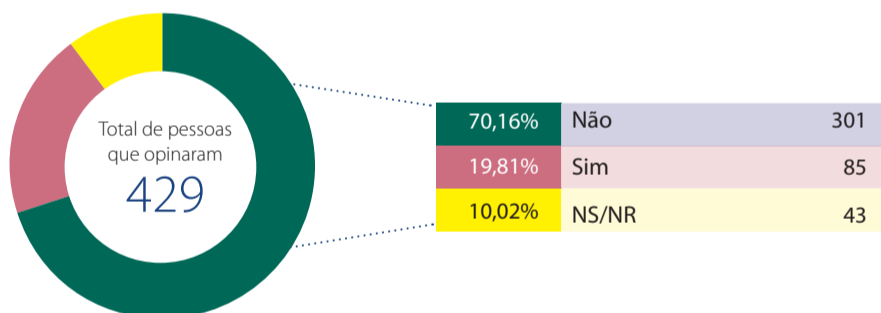 Total de pessoas
que opinaram
429
70,16% Não 301
19,81% Sim 85
10,02% NS/NR 43